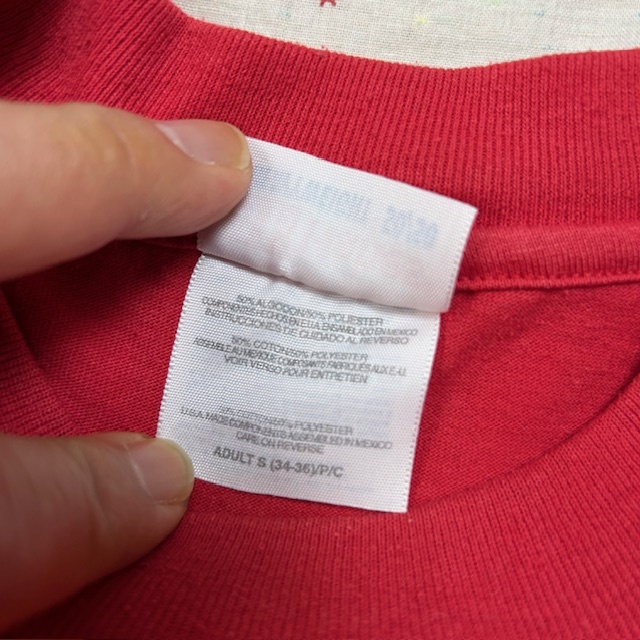 50% ALGODON/50% POLIESTER
COMPONENTES HECHOS EN E.U.A. ENSAMBLADO EN MEXICO
INSTRUCCIONES DE CUIDADO AL REVERSO
50% COTON/50% POLYESTER
ASSEMBLE AU MEXIQUE COMPOSANTS FABRIQUÉS AUX E.-U.
VOIR VERSO POUR ENTRETIEN
50% COTTON/50% POLYESTER
U.S.A. MADE COMPONENTS ASSEMBLED IN MEXICO
CARE ON REVERSE
ADULT S (34-36)/P/C